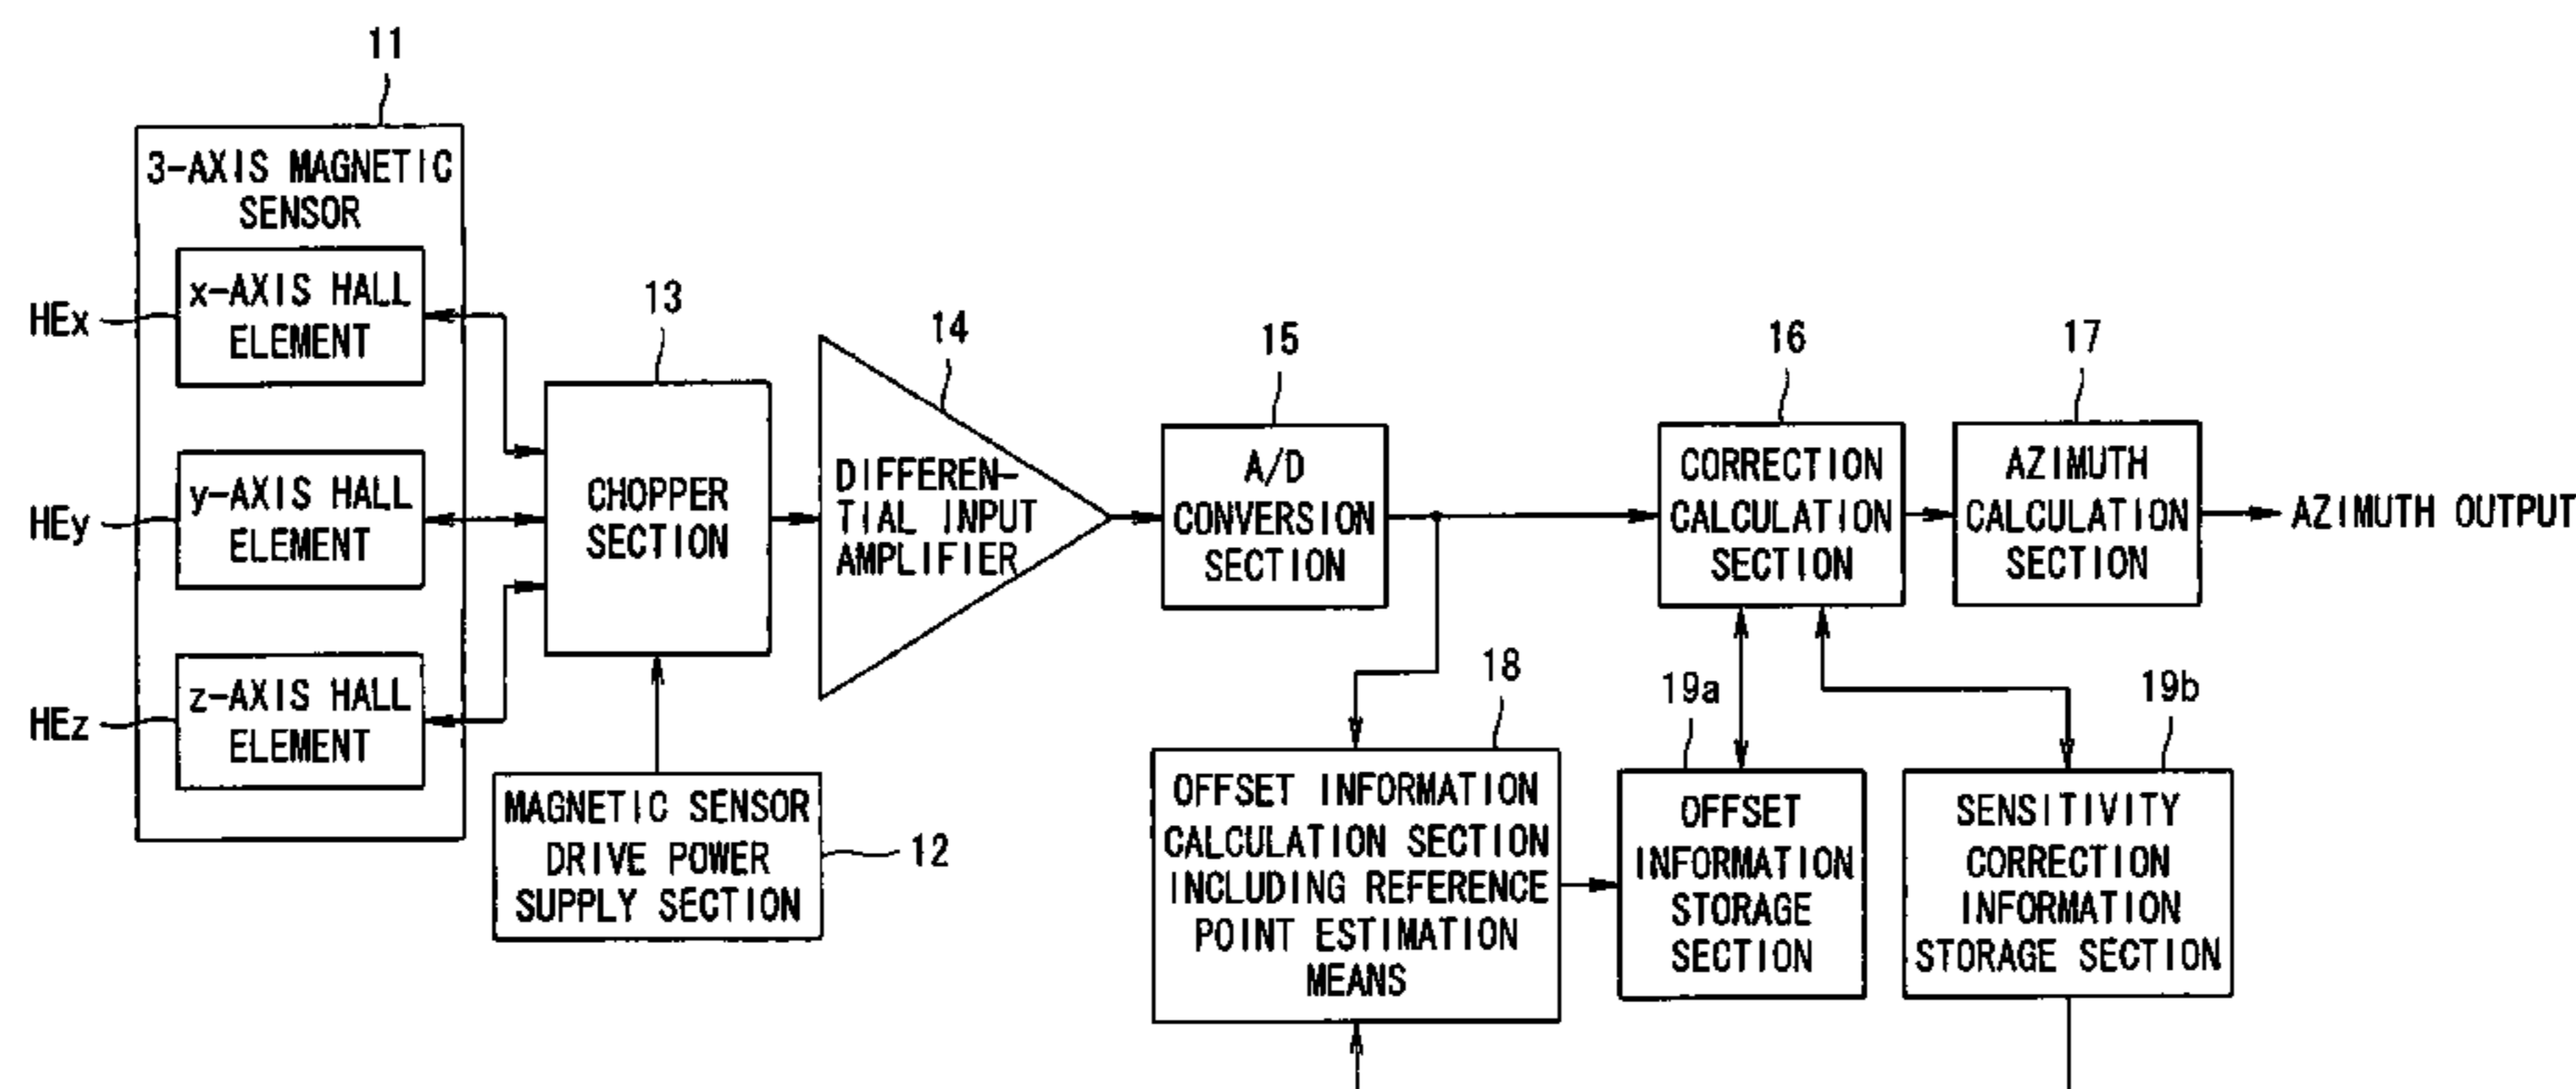 11
3-AXIS MAGNETIC
SENSOR
HEx
x-AXIS HALL
ELEMENT
HEy
y-AXIS HALL
ELEMENT
HEz
z-AXIS HALL
ELEMENT
13
CHOPPER
SECTION
MAGNETIC SENSOR
DRIVE POWER
SUPPLY SECTION
12
14
DIFFEREN-
TIAL INPUT
AMPLIFIER
15
A/D
CONVERSION
SECTION
16
CORRECTION
CALCULATION
SECTION
17
AZIMUTH
CALCULATION
SECTION
AZIMUTH OUTPUT
18
OFFSET INFORMATION
CALCULATION SECTION
INCLUDING REFERENCE
POINT ESTIMATION
MEANS
19a
OFFSET
INFORMATION
STORAGE
SECTION
19b
SENSITIVITY
CORRECTION
INFORMATION
STORAGE SECTION